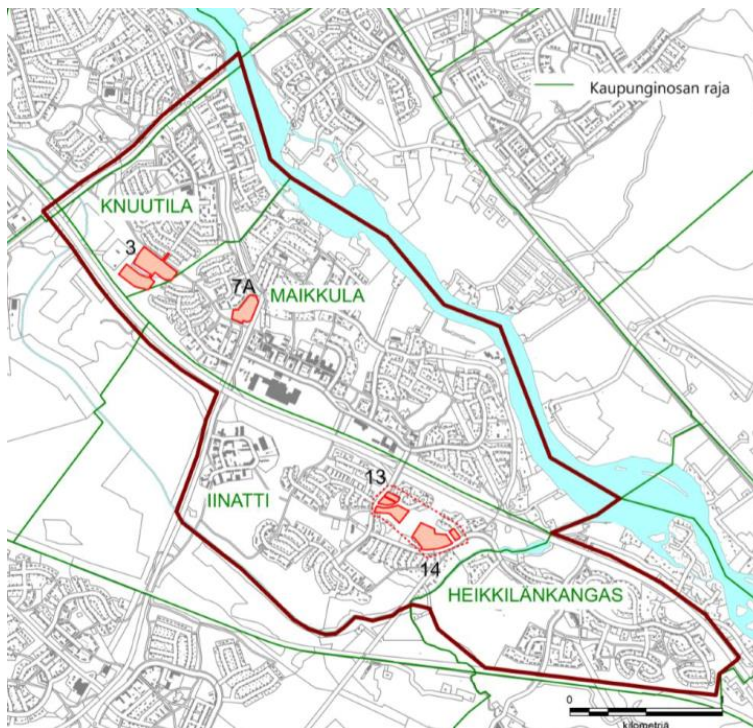 Kaupunginosan raja
KNUUTILA
3
7A
MAIKKULA
13
IINATTI
14
HEIKKILÄNKANGAS
0
kilometriä